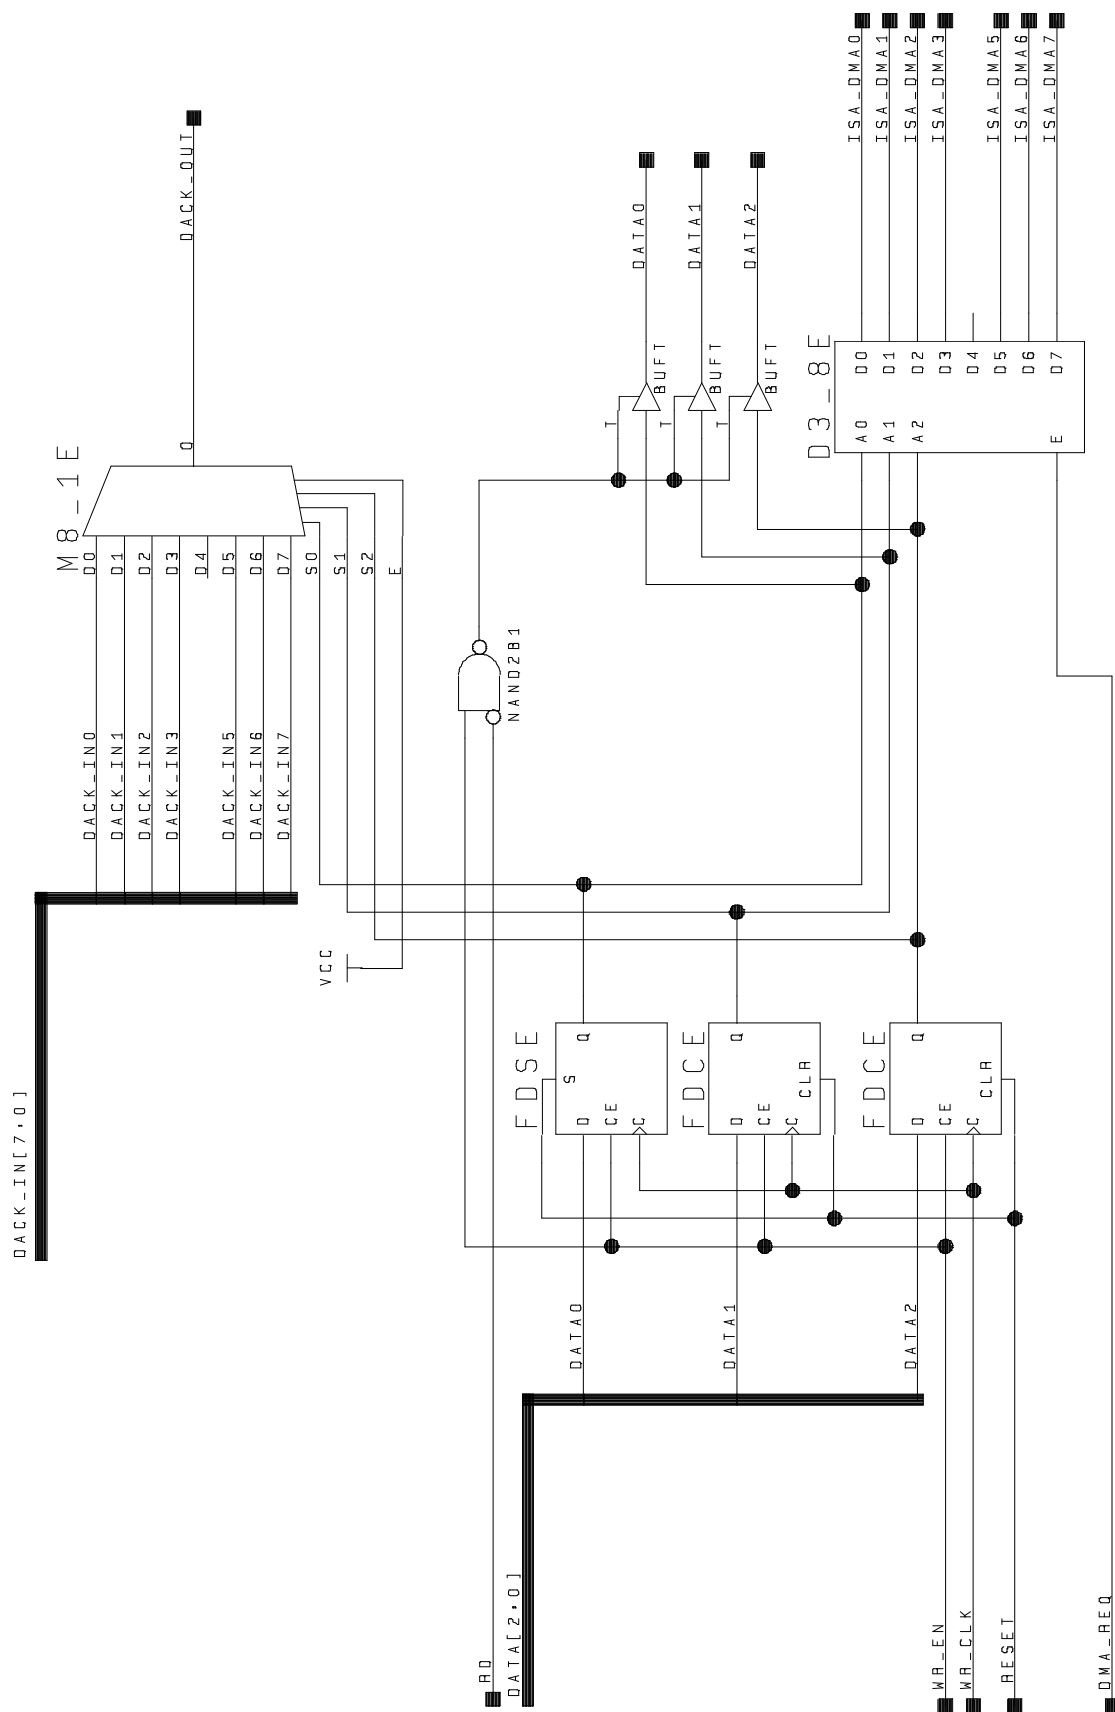 DACK_OUT
M8_1E
O
D0
D1
D2
D3
D4
D5
D6
D7
S0
S1
S2
E
DACK_IN0
DACK_IN1
DACK_IN2
DACK_IN3
DACK_IN5
DACK_IN6
DACK_IN7
DACK_IN[7:0]
VCC
NAND2B1
DATA0
DATA1
DATA2
T
BUFT
T
BUFT
T
BUFT
ISA_DMA0
ISA_DMA1
ISA_DMA2
ISA_DMA3
ISA_DMA5
ISA_DMA6
ISA_DMA7
D3_8E
A0
A1
A2
E
D0
D1
D2
D3
D4
D5
D6
D7
FDSE
S
D
CE
C
Q
FDCE
D
CE
C
CLR
Q
FDCE
D
CE
C
CLR
Q
DATA0
DATA1
DATA2
RD
DATA[2:0]
WR_EN
WR_CLK
RESET
DMA_REQ